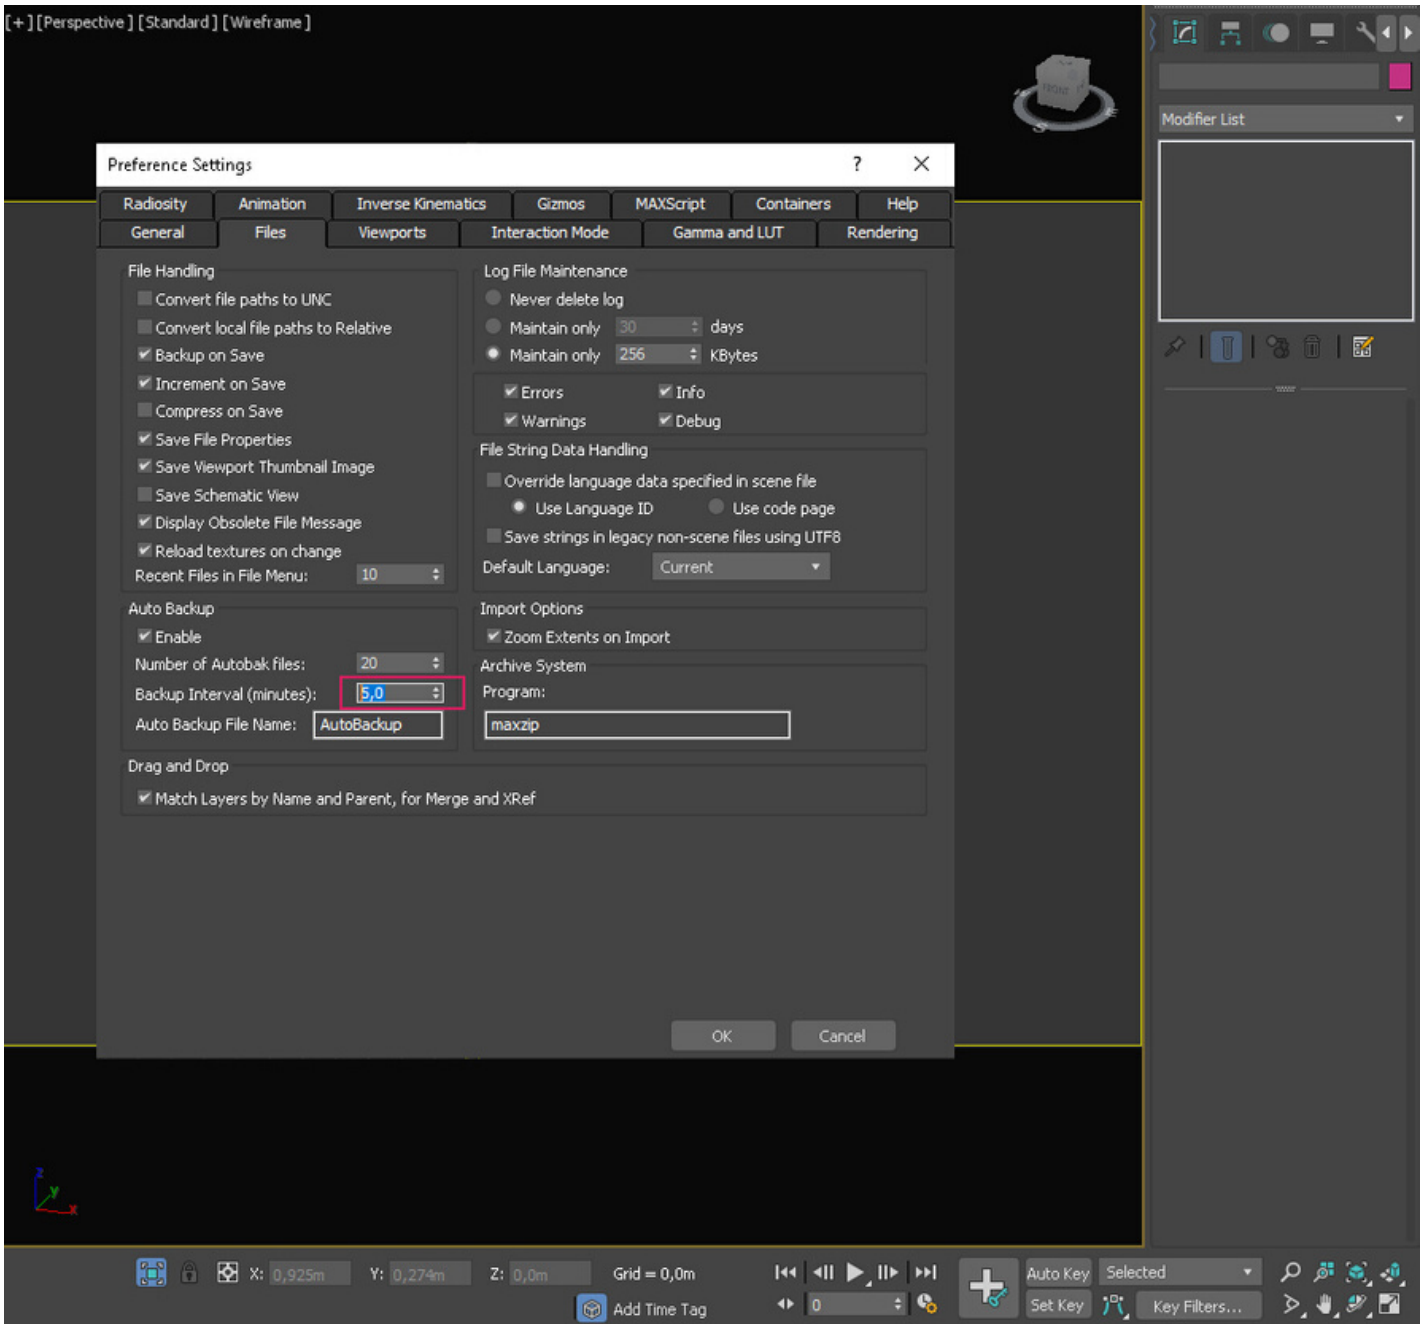 [+][Perspective][Standard][Wireframe]
FRONT
S
E
Modifier List
Preference Settings
?
Radiosity Animation Inverse Kinematics Gizmos MAXScript Containers Help
General Files Viewports Interaction Mode Gamma and LUT Rendering
File Handling
Convert file paths to UNC
Convert local file paths to Relative
Backup on Save
Increment on Save
Compress on Save
Save File Properties
Save Viewport Thumbnail Image
Save Schematic View
Display Obsolete File Message
Reload textures on change
Recent Files in File Menu: 10
Log File Maintenance
Never delete log
Maintain only 30 days
Maintain only 256 KBytes
Errors Info
Warnings Debug
File String Data Handling
Override language data specified in scene file
Use Language ID Use code page
Save strings in legacy non-scene files using UTF8
Default Language: Current
Auto Backup
Enable
Number of Autobak files: 20
Backup Interval (minutes): 5,0
Auto Backup File Name: AutoBackup
Import Options
Zoom Extents on Import
Archive System
Program:
maxzip
Drag and Drop
Match Layers by Name and Parent, for Merge and XRef
OK Cancel
z
y
x
X: 0,925m Y: 0,274m Z: 0,0m Grid = 0,0m Auto Key Selected
Add Time Tag 0 Set Key Key Filters...